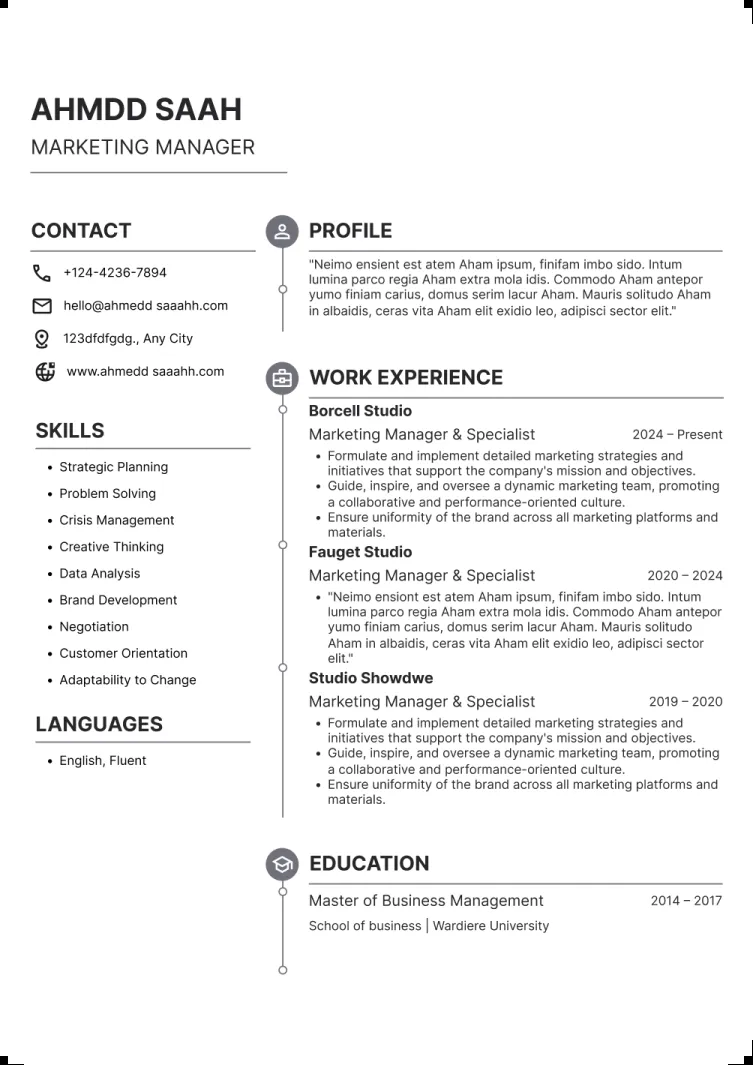 AHMDD SAAH
MARKETING MANAGER
CONTACT
+124-4236-7894
hello@ahmedd saaahh.com
123dfdfgdg., Any City
www.ahmedd saaahh.com
SKILLS
• Strategic Planning
• Problem Solving
• Crisis Management
• Creative Thinking
• Data Analysis
• Brand Development
• Negotiation
• Customer Orientation
• Adaptability to Change
LANGUAGES
• English, Fluent
PROFILE
"Neimo ensient est atem Aham ipsum, finifam imbo sido. Intum
lumina parco regia Aham extra mola idis. Commodo Aham antepor
yumo finiam carius, domus serim lacur Aham. Mauris solitudo Aham
in albaidis, ceras vita Aham elit exidio leo, adipisci sector elit."
WORK EXPERIENCE
Borcell Studio
Marketing Manager & Specialist 2024 – Present
• Formulate and implement detailed marketing strategies and
initiatives that support the company's mission and objectives.
• Guide, inspire, and oversee a dynamic marketing team, promoting
a collaborative and performance-oriented culture.
• Ensure uniformity of the brand across all marketing platforms and
materials.
Fauget Studio
Marketing Manager & Specialist 2020 – 2024
• "Neimo ensiont est atem Aham ipsum, finifam imbo sido. Intum
lumina parco regia Aham extra mola idis. Commodo Aham antepor
yumo finiam carius, domus serim lacur Aham. Mauris solitudo
Aham in albaidis, ceras vita Aham elit exidio leo, adipisci sector
elit."
Studio Showdwe
Marketing Manager & Specialist 2019 – 2020
• Formulate and implement detailed marketing strategies and
initiatives that support the company's mission and objectives.
• Guide, inspire, and oversee a dynamic marketing team, promoting
a collaborative and performance-oriented culture.
• Ensure uniformity of the brand across all marketing platforms and
materials.
EDUCATION
Master of Business Management 2014 – 2017
School of business | Wardiere University